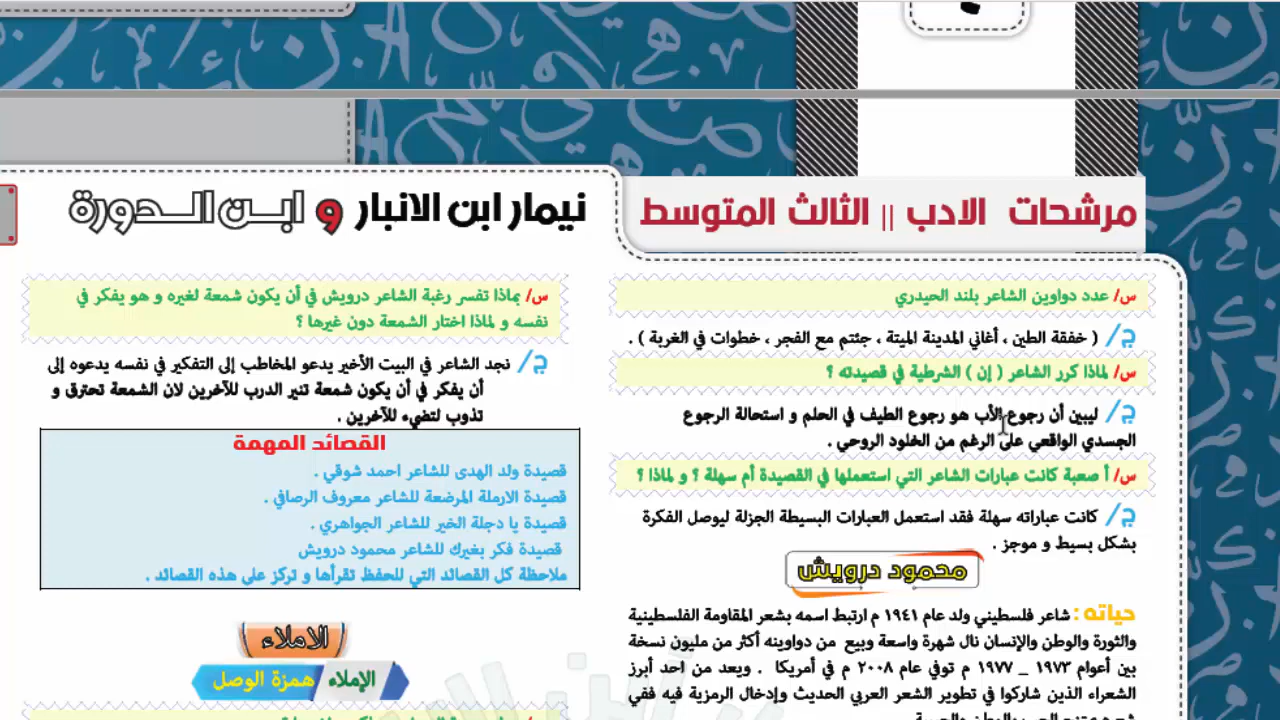 مرشحات الادب || الثالث المتوسط
نيمار ابن الانبار و ابن الدورة
س/ عدد دواوين الشاعر بلند الحيدري
ج/ ( خفقة الطين ، أغاني المدينة الميتة ، جئتم مع الفجر ، خطوات في الغربة ) .
س/ لماذا كرر الشاعر ( إن ) الشرطية في قصيدته ؟
ج/ ليبين أن رجوع الأب هو رجوع الطيف في الحلم و استحالة الرجوع
الجسدي الواقعي على الرغم من الخلود الروحي .
س/ أ صعبة كانت عبارات الشاعر التي استعملها في القصيدة أم سهلة ؟ و لماذا ؟
ج/ كانت عباراته سهلة فقد استعمل العبارات البسيطة الجزلة ليوصل الفكرة
بشكل بسيط و موجز .
محمود درويش
حياته : شاعر فلسطيني ولد عام ١٩٤١ م ارتبط اسمه بشعر المقاومة الفلسطينية
والثورة والوطن والإنسان نال شهرة واسعة وبيع من دواوينه أكثر من مليون نسخة
بين أعوام ١٩٧٣ _ ١٩٧٧ م توفي عام ٢٠٠٨ م في أمريكا . ويعد من احد أبرز
الشعراء الذين شاركوا في تطوير الشعر العربي الحديث وإدخال الرمزية فيه ففي
س/ بماذا تفسر رغبة الشاعر درويش في أن يكون شمعة لغيره و هو يفكر في
نفسه و لماذا اختار الشمعة دون غيرها ؟
ج/ نجد الشاعر في البيت الأخير يدعو المخاطب إلى التفكير في نفسه يدعوه إلى
أن يفكر في أن يكون شمعة تنير الدرب للآخرين لان الشمعة تحترق و
تذوب لتضيء للآخرين .
القصائد المهمة
قصيدة ولد الهدى للشاعر احمد شوقي .
قصيدة الارملة المرضعة للشاعر معروف الرصافي .
قصيدة يا دجلة الخير للشاعر الجواهري .
قصيدة فكر بغيرك للشاعر محمود درويش
ملاحظة كل القصائد التي للحفظ تقرأها و تركز على هذه القصائد .
الاملاء
الإملاء همزة الوصل